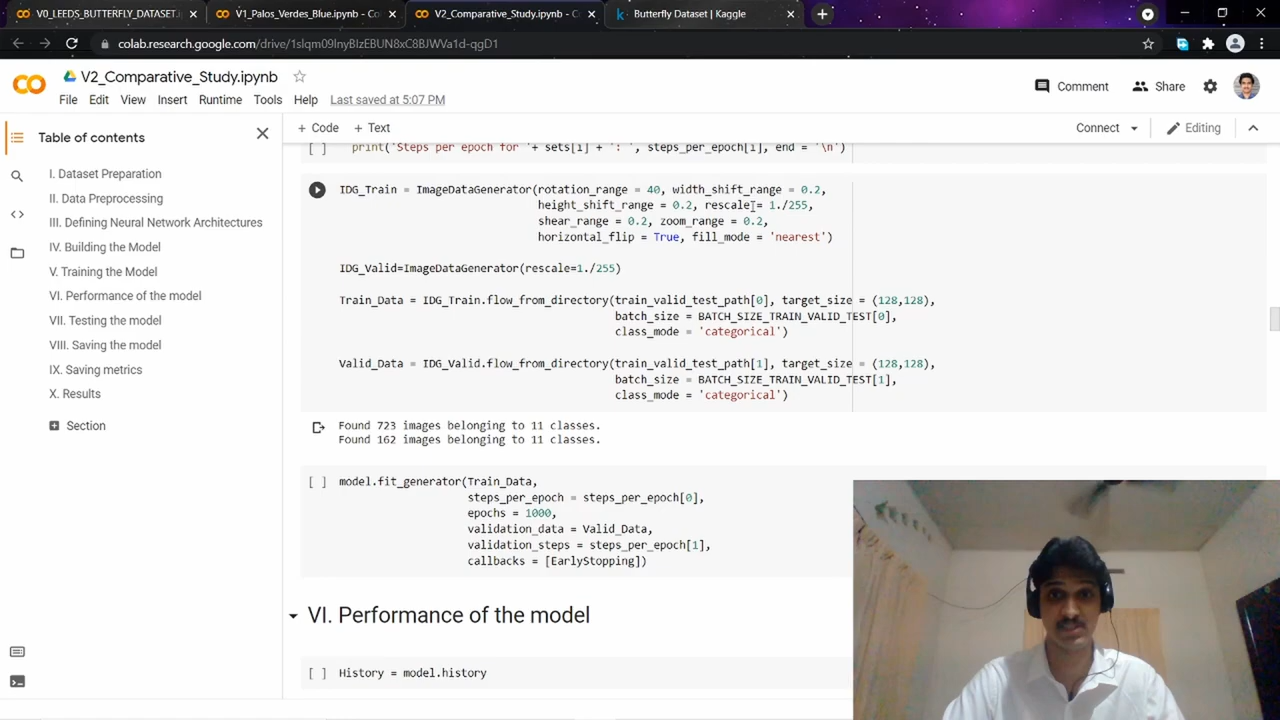 V0_LEEDS_BUTTERFLY_DATASET.
V1_Palos_Verdes_Blue.ipynb - Co
V2_Comparative_Study.ipynb - Co
Butterfly Dataset | Kaggle
V2_Comparative_Study.ipynb
File Edit View Insert Runtime Tools Help Last saved at 5:07 PM
Comment Share
Table of contents
+ Code + Text
Connect Editing
I. Dataset Preparation
II. Data Preprocessing
III. Defining Neural Network Architectures
IV. Building the Model
V. Training the Model
VI. Performance of the model
VII. Testing the model
VIII. Saving the model
IX. Saving metrics
X. Results
Section
[ ] print('Steps per epoch for '+ sets[i] + ': ', steps_per_epoch[i], end = '\n')
IDG_Train = ImageDataGenerator(rotation_range = 40, width_shift_range = 0.2,
height_shift_range = 0.2, rescale= 1./255,
shear_range = 0.2, zoom_range = 0.2,
horizontal_flip = True, fill_mode = 'nearest')
IDG_Valid=ImageDataGenerator(rescale=1./255)
Train_Data = IDG_Train.flow_from_directory(train_valid_test_path[0], target_size = (128,128),
batch_size = BATCH_SIZE_TRAIN_VALID_TEST[0],
class_mode = 'categorical')
Valid_Data = IDG_Valid.flow_from_directory(train_valid_test_path[1], target_size = (128,128),
batch_size = BATCH_SIZE_TRAIN_VALID_TEST[1],
class_mode = 'categorical')
Found 723 images belonging to 11 classes.
Found 162 images belonging to 11 classes.
[ ] model.fit_generator(Train_Data,
steps_per_epoch = steps_per_epoch[0],
epochs = 1000,
validation_data = Valid_Data,
validation_steps = steps_per_epoch[1],
callbacks = [EarlyStopping])
VI. Performance of the model
[ ] History = model.history